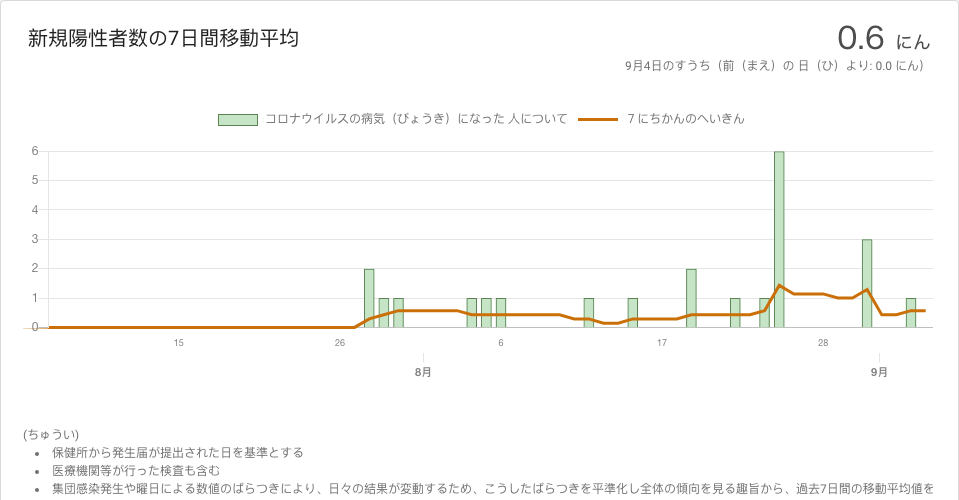 新規陽性者数の7日間移動平均
0.6 にん
9月4日のすうち（前（まえ）の 日（ひ）より: 0.0 にん）
コロナウイルスの病気（びょうき）になった 人について
７にちかんのへいきん
6
5
4
3
2
1
0
15
26
6
17
28
8月
9月
(ちゅうい)
• 保健所から発生届が提出された日を基準とする
• 医療機関等が行った検査も含む
• 集団感染発生や曜日による数値のばらつきにより、日々の結果が変動するため、こうしたばらつきを平準化し全体の傾向を見る趣旨から、過去7日間の移動平均値を